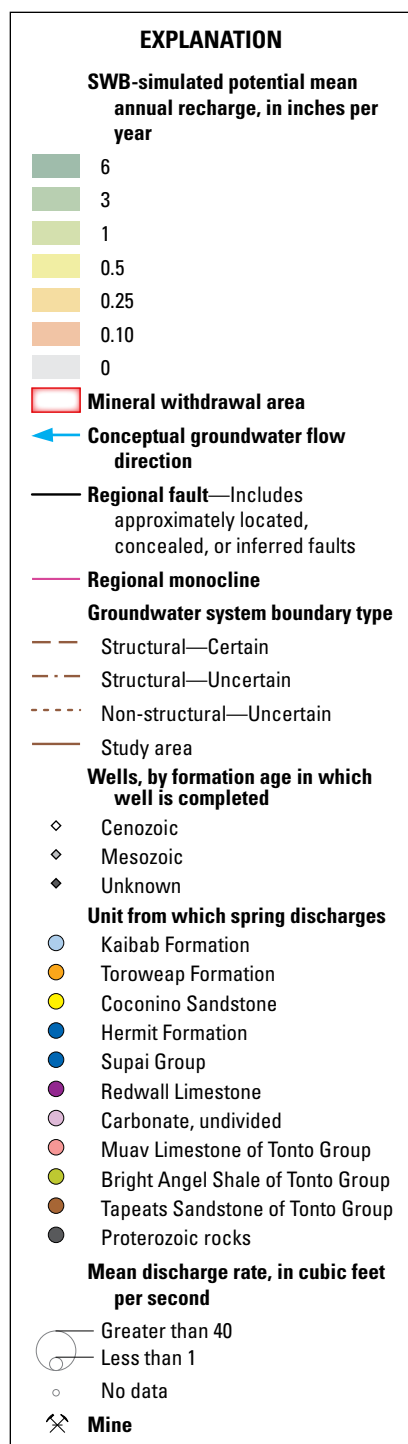 EXPLANATION
SWB-simulated potential mean
annual recharge, in inches per
year
6
3
1
0.5
0.25
0.10
0
Mineral withdrawal area
Conceptual groundwater flow
direction
Regional fault—Includes
approximately located,
concealed, or inferred faults
Regional monocline
Groundwater system boundary type
Structural—Certain
Structural—Uncertain
Non-structural—Uncertain
Study area
Wells, by formation age in which
well is completed
Cenozoic
Mesozoic
Unknown
Unit from which spring discharges
Kaibab Formation
Toroweap Formation
Coconino Sandstone
Hermit Formation
Supai Group
Redwall Limestone
Carbonate, undivided
Muav Limestone of Tonto Group
Bright Angel Shale of Tonto Group
Tapeats Sandstone of Tonto Group
Proterozoic rocks
Mean discharge rate, in cubic feet
per second
Greater than 40
Less than 1
No data
Mine